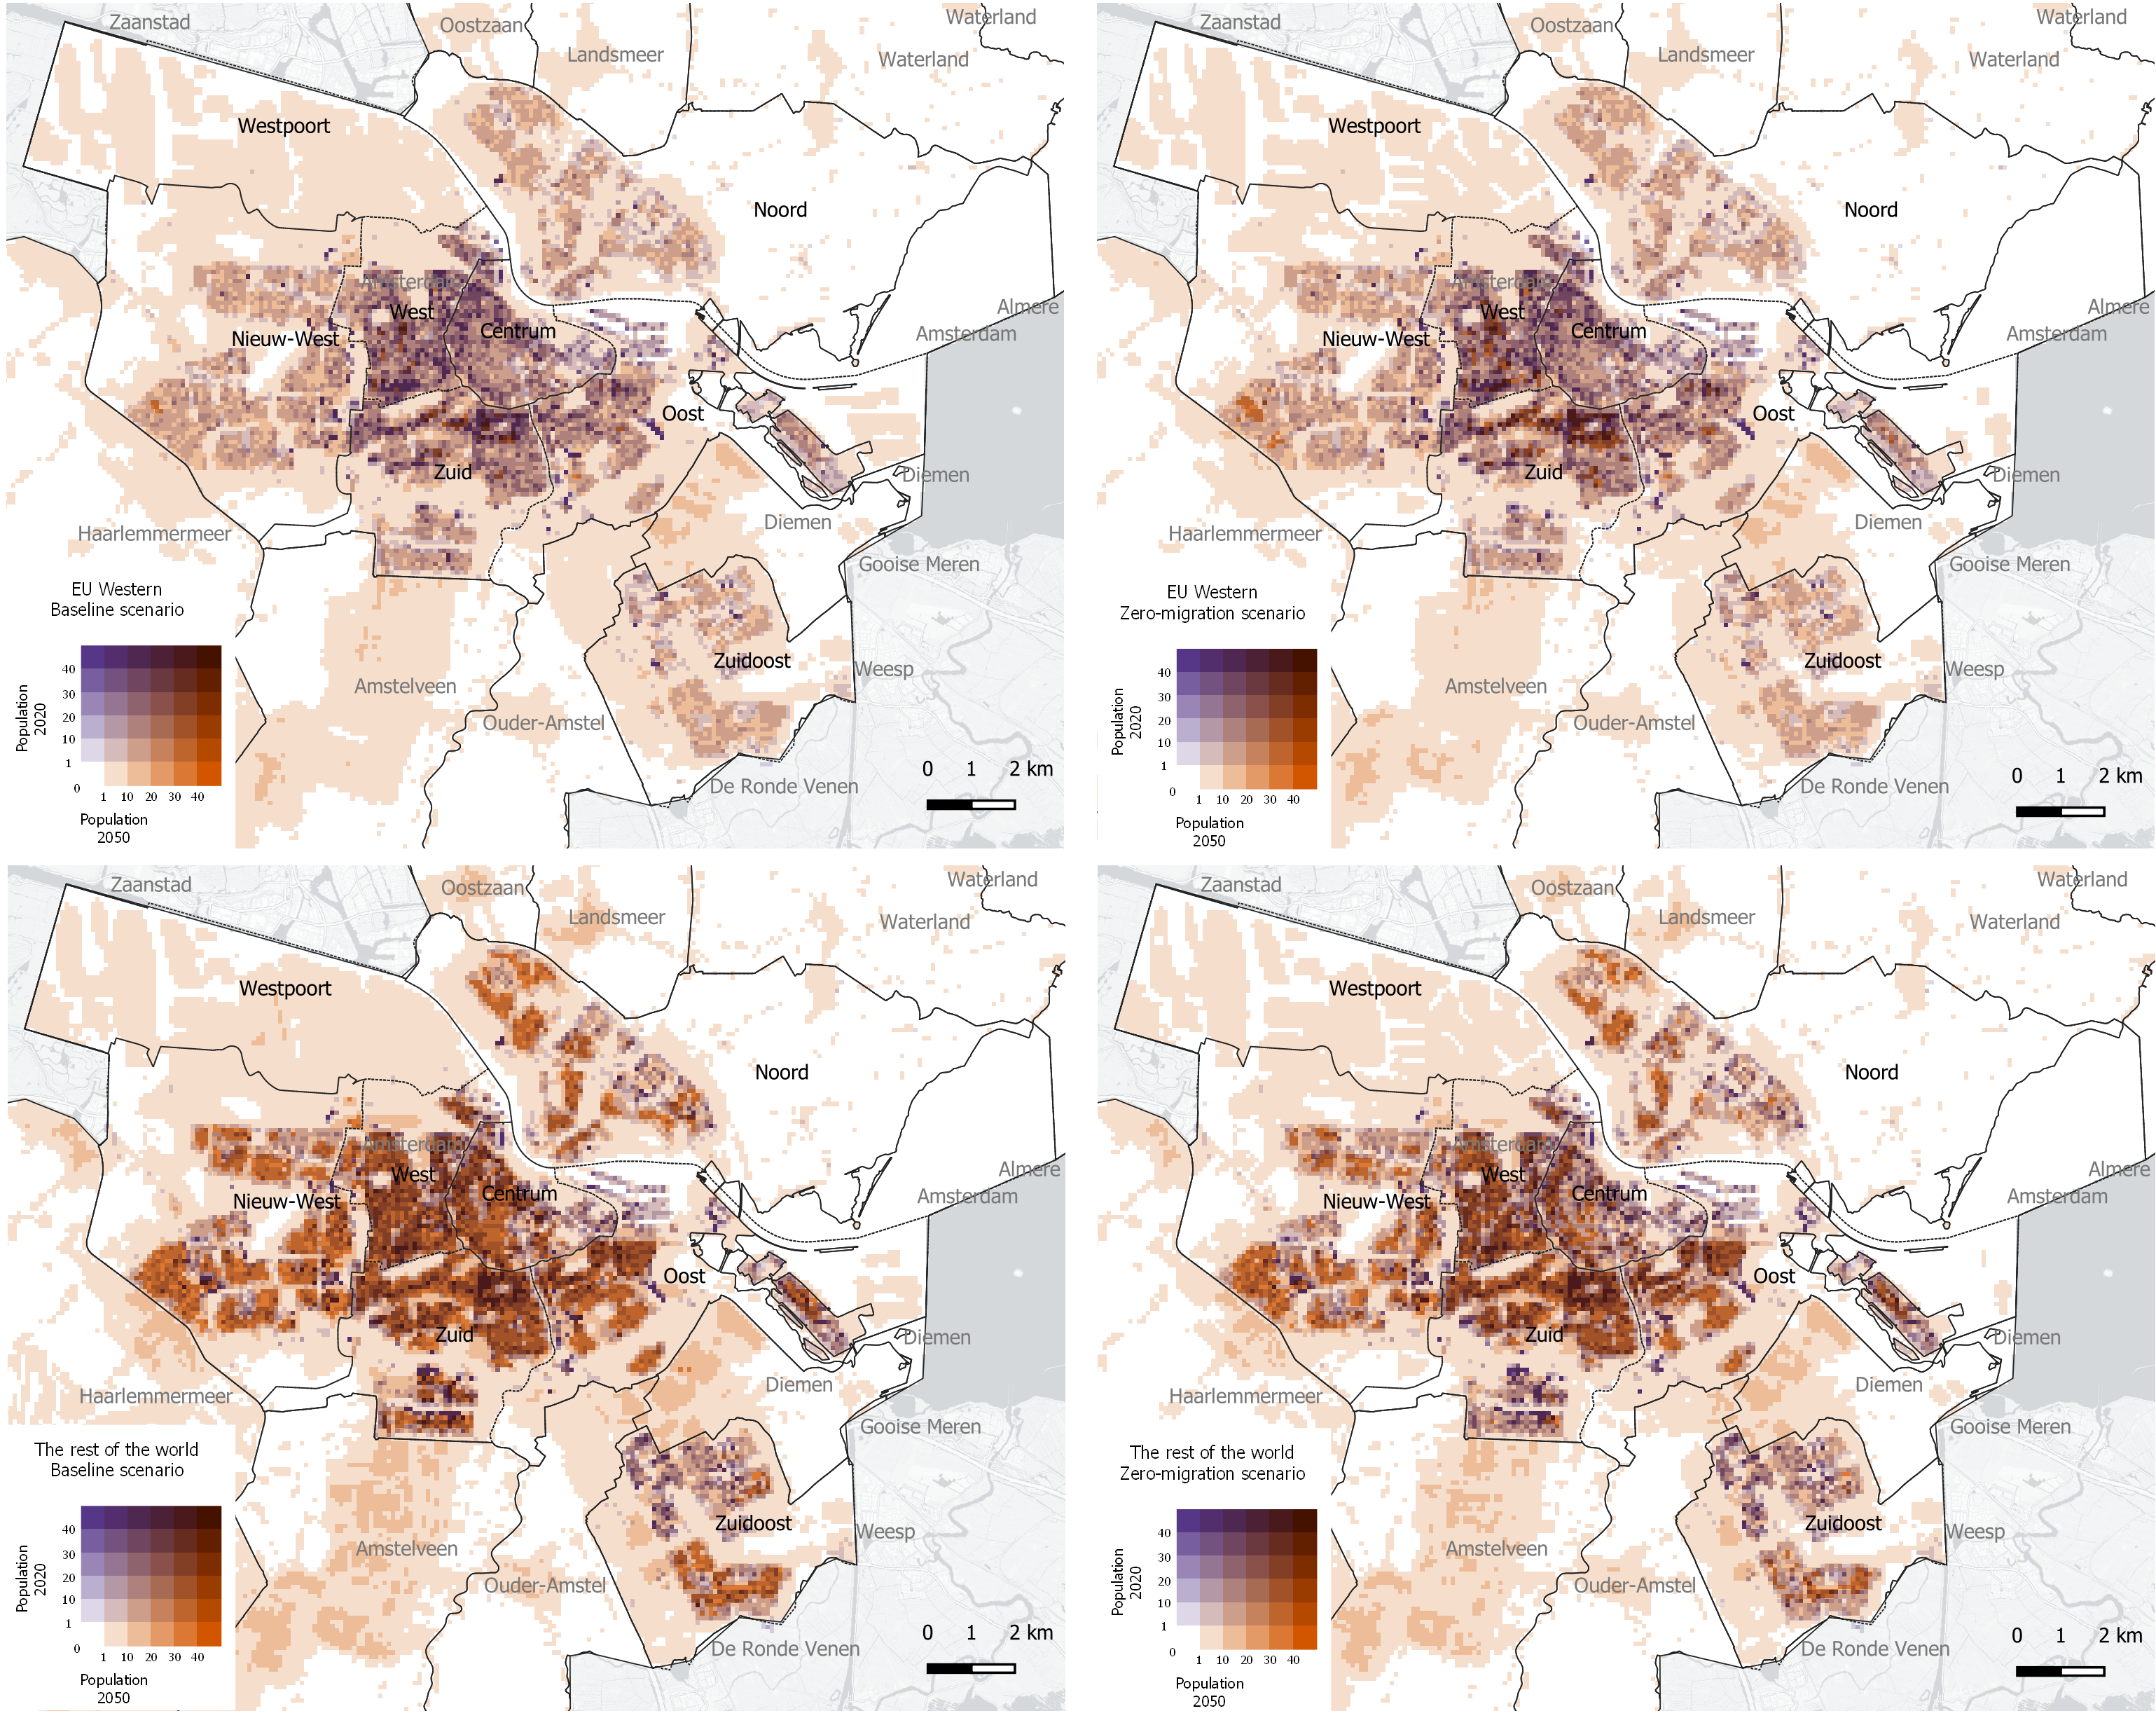 Zaanstad
Oostzaan
Waterland
Landsmeer
Waterland
Westpoort
Noord
Amsterdam
West
Centrum
Nieuw-West
Almere
Amsterdam
Oost
Zuid
Diemen
Haarlemmermeer
Diemen
Gooise Meren
EU Western
Baseline scenario
Zuidoost
Weesp
Amstelveen
Ouder-Amstel
40
30
20
10
1
0
1 10 20 30 40
Population
2020
Population
2050
De Ronde Venen
0 1 2 km
Zaanstad
Oostzaan
Waterland
Landsmeer
Waterland
Westpoort
Noord
Amsterdam
West
Centrum
Nieuw-West
Almere
Amsterdam
Oost
Zuid
Diemen
Haarlemmermeer
Diemen
Gooise Meren
EU Western
Zero-migration scenario
Zuidoost
Weesp
Amstelveen
Ouder-Amstel
40
30
20
10
1
0
1 10 20 30 40
Population
2020
Population
2050
De Ronde Venen
0 1 2 km
Zaanstad
Oostzaan
Waterland
Landsmeer
Waterland
Westpoort
Noord
Amsterdam
West
Centrum
Nieuw-West
Almere
Amsterdam
Oost
Zuid
Diemen
Haarlemmermeer
Diemen
Gooise Meren
The rest of the world
Baseline scenario
Zuidoost
Weesp
Amstelveen
Ouder-Amstel
40
30
20
10
1
0
1 10 20 30 40
Population
2020
Population
2050
De Ronde Venen
0 1 2 km
Zaanstad
Oostzaan
Waterland
Landsmeer
Waterland
Westpoort
Noord
Amsterdam
West
Centrum
Nieuw-West
Almere
Amsterdam
Oost
Zuid
Diemen
Haarlemmermeer
Diemen
Gooise Meren
The rest of the world
Zero-migration scenario
Zuidoost
Weesp
Amstelveen
Ouder-Amstel
40
30
20
10
1
0
1 10 20 30 40
Population
2020
Population
2050
De Ronde Venen
0 1 2 km